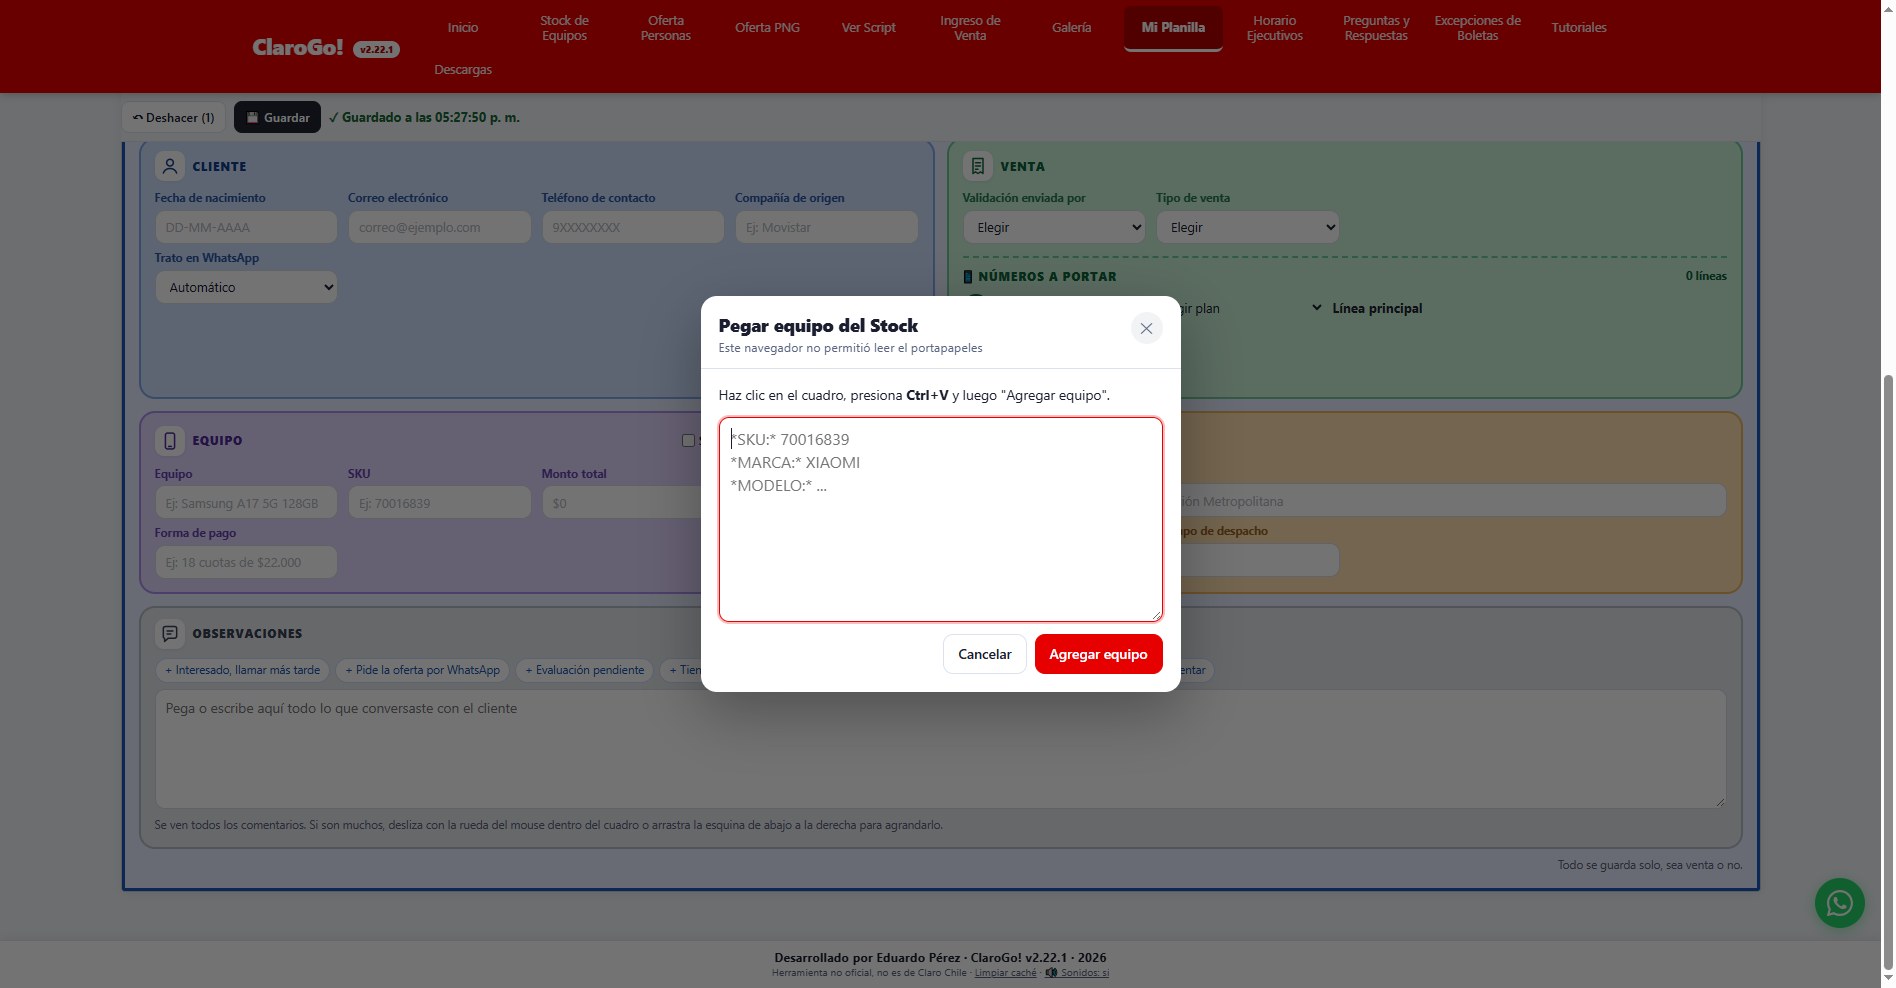 ClaroGo! v2.22.1
Inicio
Stock de Equipos
Oferta Personas
Oferta PNG
Ver Script
Ingreso de Venta
Galería
Mi Planilla
Horario Ejecutivos
Preguntas y Respuestas
Excepciones de Boletas
Tutoriales
Descargas
Deshacer (1)
Guardar
✓ Guardado a las 05:27:50 p. m.
CLIENTE
Fecha de nacimiento
Correo electrónico
Teléfono de contacto
Compañía de origen
DD-MM-AAAA
correo@ejemplo.com
9XXXXXXXX
Ej: Movistar
Trato en WhatsApp
Automático
VENTA
Validación enviada por
Tipo de venta
Elegir
Elegir
NÚMEROS A PORTAR
0 líneas
gir plan
Línea principal
Pegar equipo del Stock
Este navegador no permitió leer el portapapeles
Haz clic en el cuadro, presiona Ctrl+V y luego "Agregar equipo".
*SKU:* 70016839
*MARCA:* XIAOMI
*MODELO:* ...
Cancelar
Agregar equipo
EQUIPO
Equipo
SKU
Monto total
Ej: Samsung A17 5G 128GB
Ej: 70016839
$0
Forma de pago
Ej: 18 cuotas de $22.000
ión Metropolitana
po de despacho
OBSERVACIONES
+ Interesado, llamar más tarde
+ Pide la oferta por WhatsApp
+ Evaluación pendiente
+ Tien
entar
Pega o escribe aquí todo lo que conversaste con el cliente
Se ven todos los comentarios. Si son muchos, desliza con la rueda del mouse dentro del cuadro o arrastra la esquina de abajo a la derecha para agrandarlo.
Todo se guarda solo, sea venta o no.
Desarrollado por Eduardo Pérez · ClaroGo! v2.22.1 · 2026
Herramienta no oficial, no es de Claro Chile · Limpiar caché · Sonidos: sí